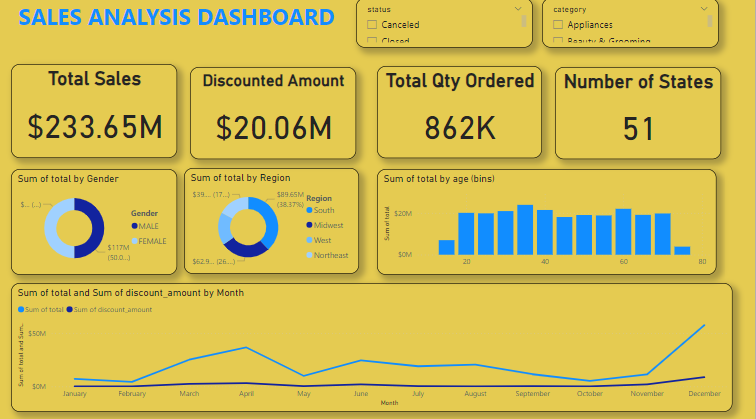 SALES ANALYSIS DASHBOARD
status
Canceled
Closed
category
Appliances
Beauty & Grooming
Total Sales
$233.65M
Discounted Amount
$20.06M
Total Qty Ordered
862K
Number of States
51
Sum of total by Gender
$... (...)
$117M
(50.0...)
Gender
MALE
FEMALE
Sum of total by Region
$39... (17...)
$89.65M
(38.37%)
$62.9... (26....)
Region
South
Midwest
West
Northeast
Sum of total by age (bins)
Sum of total
$20M
$0M
20
40
60
80
Sum of total and Sum of discount_amount by Month
Sum of total
Sum of discount_amount
Sum of total and Sum...
$50M
$0M
January
February
March
April
May
June
July
August
September
October
November
December
Month